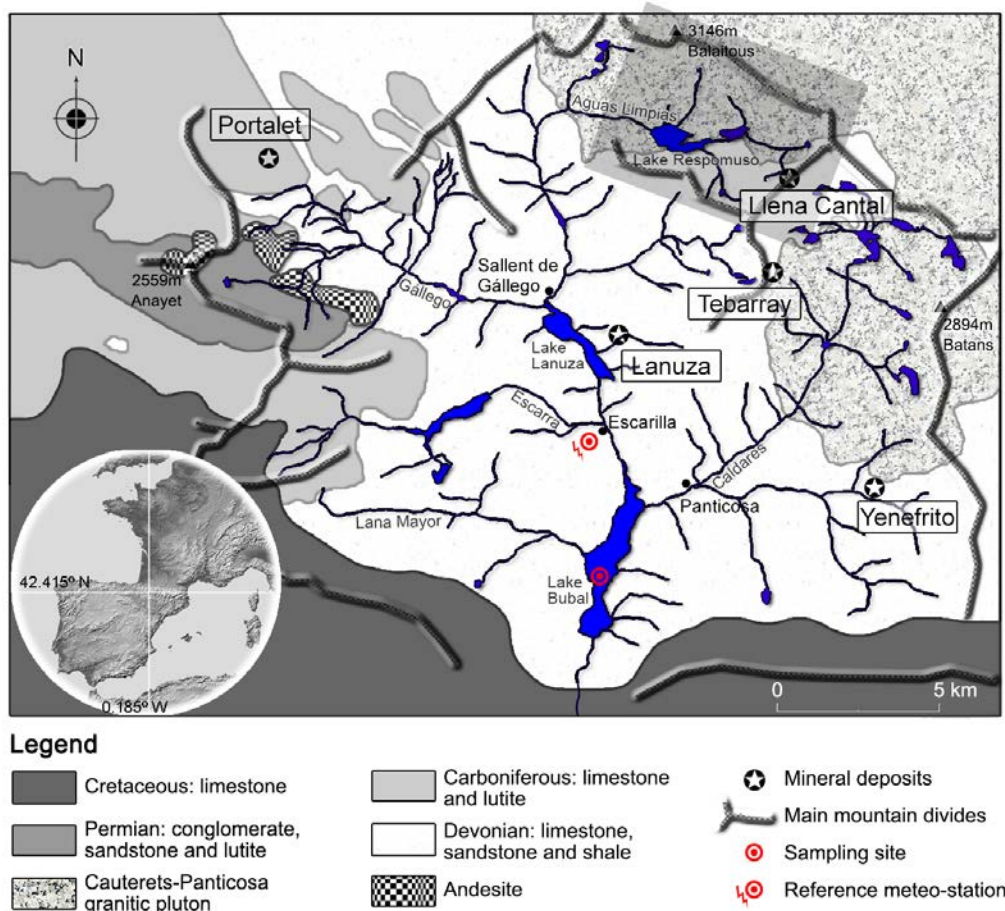 3146m
Balaitous
N
Aguas Limpias
Portalet
Lake Respomuso
Llena Cantal
Sallent de
Gállego
2559m
Anayet
Gállego
Tebarray
2894m
Batans
Lake
Lanuza
Lanuza
Escarra
Escarilla
Caldares
Panticosa
Yenefrito
Lana Mayor
42.415º N
Lake
Bubal
0.185º W
0 5 km
Legend
Cretaceous: limestone
Permian: conglomerate,
sandstone and lutite
Cauterets-Panticosa
granitic pluton
Carboniferous: limestone
and lutite
Devonian: limestone,
sandstone and shale
Andesite
Mineral deposits
Main mountain divides
Sampling site
Reference meteo-station